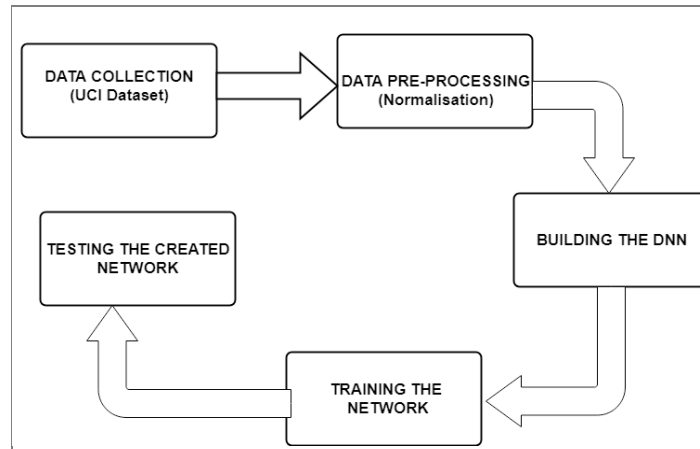 DATA COLLECTION
(UCI Dataset)
DATA PRE-PROCESSING
(Normalisation)
BUILDING THE DNN
TRAINING THE
NETWORK
TESTING THE CREATED
NETWORK